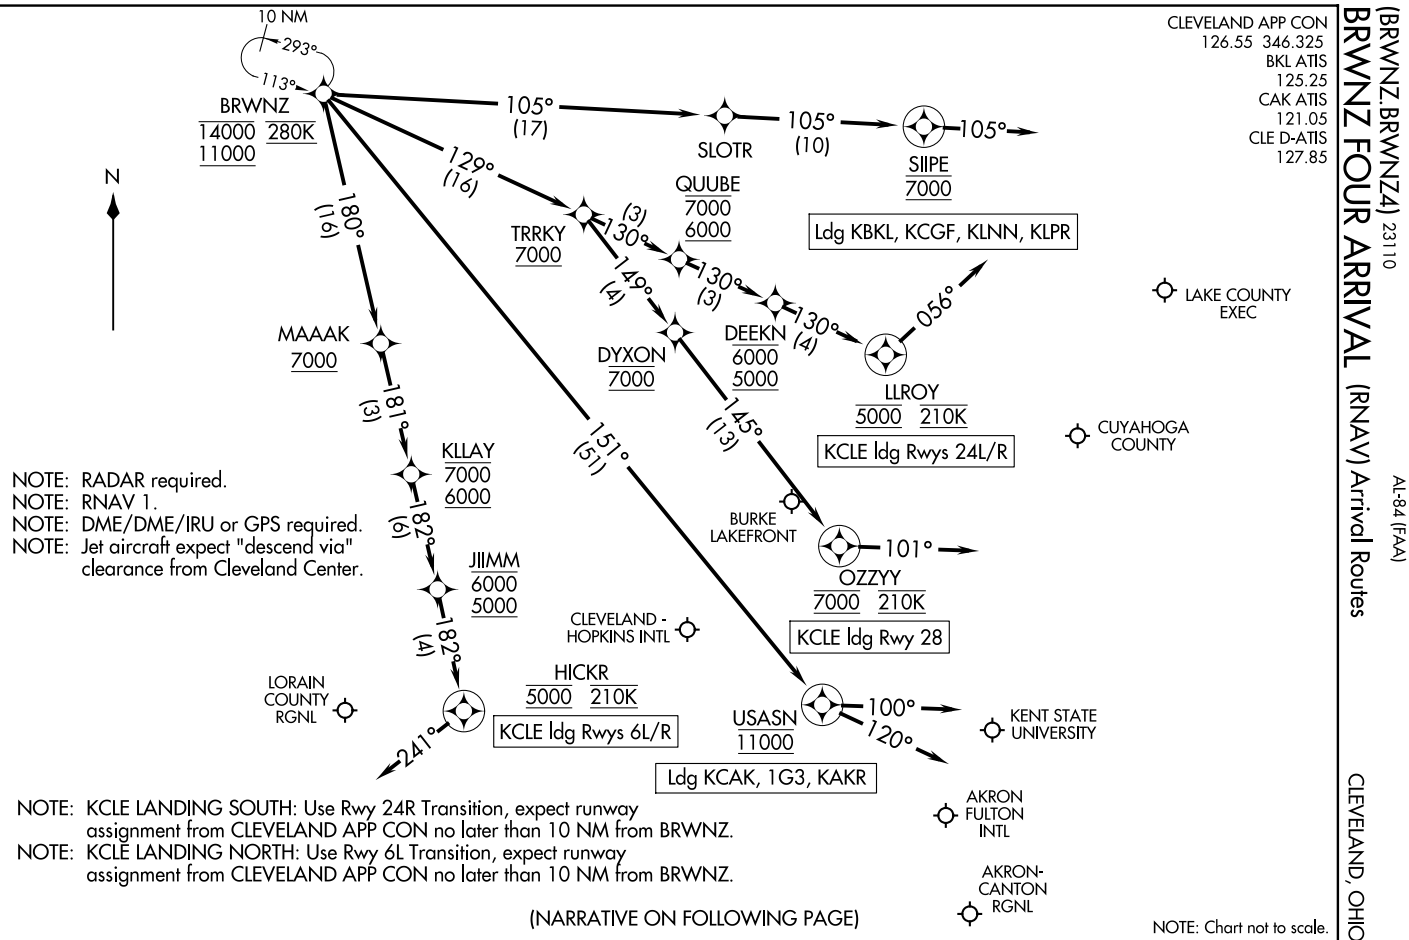 (BRWNZ.BRWNZ4) 23110
BRWNZ FOUR ARRIVAL (RNAV) Arrival Routes
AL-84 (FAA)
CLEVELAND, OHIO
CLEVELAND APP CON
126.55 346.325
BKL ATIS
125.25
CAK ATIS
121.05
CLE D-ATIS
127.85
10 NM
293°
113°
BRWNZ
14000 280K
11000
105°
(17)
SLOTR
105°
(10)
SIIPE
7000
105°
Ldg KBKL, KCGF, KLNN, KLPR
N
129°
(16)
TRRKY
7000
(3)
130°
QUUBE
7000
6000
130°
(3)
DEEKN
6000
5000
130°
(4)
LLROY
5000 210K
KCLE ldg Rwys 24L/R
056°
149°
(4)
DYXON
7000
145°
(13)
OZZYY
7000 210K
KCLE ldg Rwy 28
101°
151°
(51)
USASN
11000
Ldg KCAK, 1G3, KAKR
100°
120°
180°
(16)
MAAAK
7000
181°
(3)
KLLAY
7000
6000
182°
(6)
JIIMM
6000
5000
182°
(4)
HICKR
5000 210K
KCLE ldg Rwys 6L/R
241°
LAKE COUNTY
EXEC
CUYAHOGA
COUNTY
BURKE
LAKEFRONT
CLEVELAND -
HOPKINS INTL
LORAIN
COUNTY
RGNL
KENT STATE
UNIVERSITY
AKRON
FULTON
INTL
AKRON-
CANTON
RGNL
NOTE: RADAR required.
NOTE: RNAV 1.
NOTE: DME/DME/IRU or GPS required.
NOTE: Jet aircraft expect "descend via"
clearance from Cleveland Center.
NOTE: KCLE LANDING SOUTH: Use Rwy 24R Transition, expect runway
assignment from CLEVELAND APP CON no later than 10 NM from BRWNZ.
NOTE: KCLE LANDING NORTH: Use Rwy 6L Transition, expect runway
assignment from CLEVELAND APP CON no later than 10 NM from BRWNZ.
(NARRATIVE ON FOLLOWING PAGE)
NOTE: Chart not to scale.